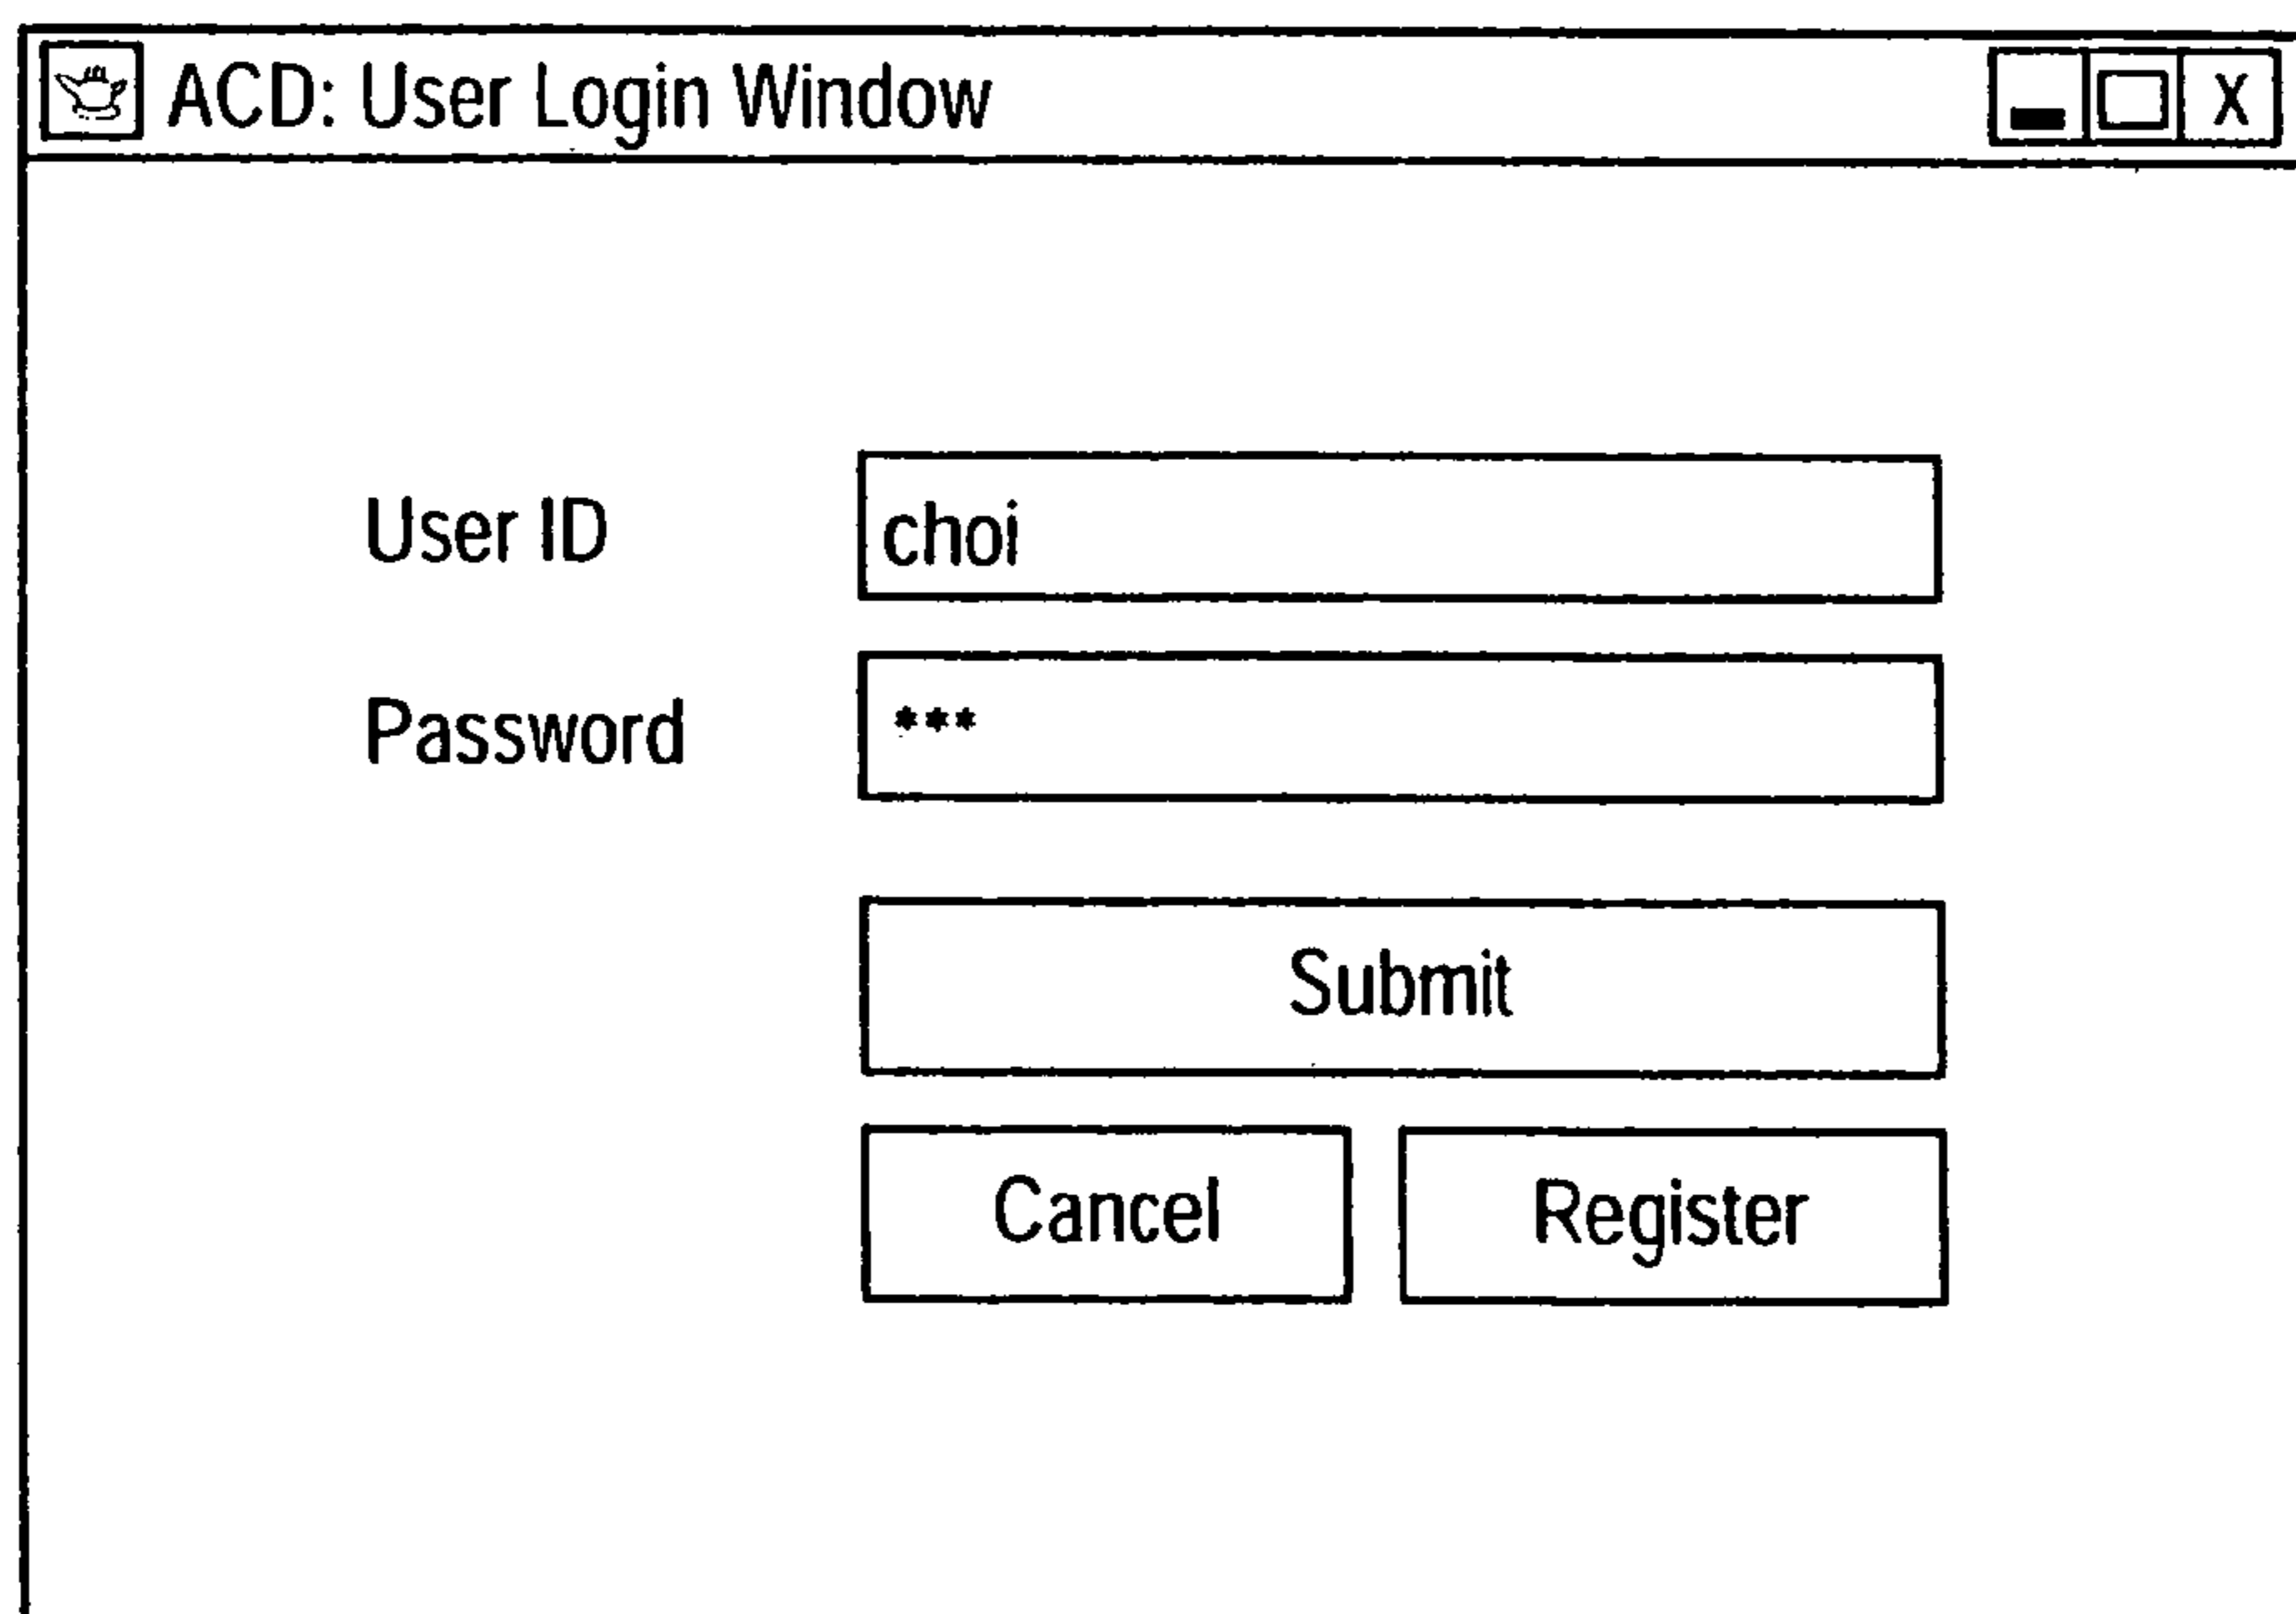 ACD: User Login Window X
User ID choi
Password ***
Submit
Cancel Register